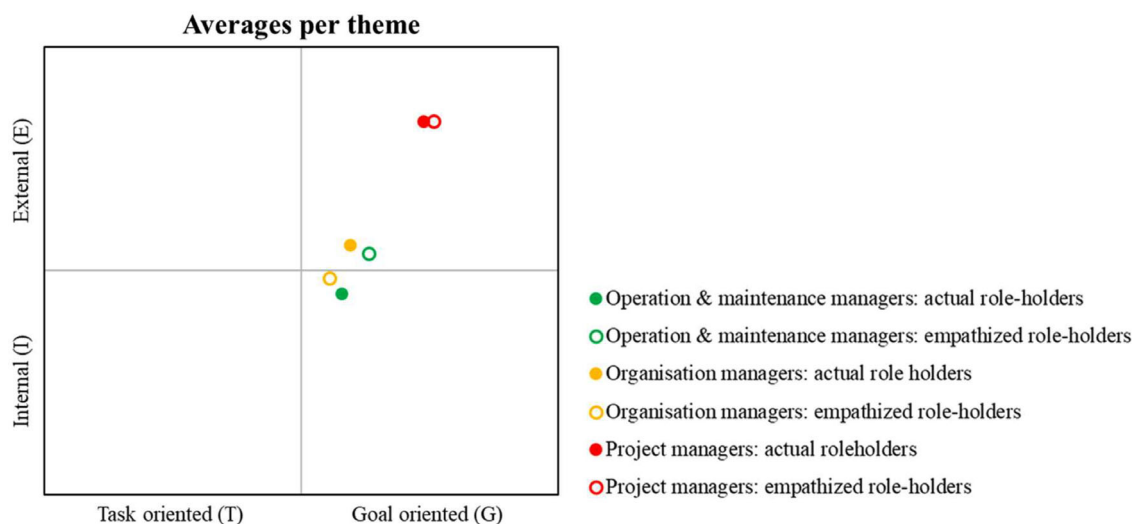 Averages per theme
External (E)
Internal (I)
Task oriented (T)
Goal oriented (G)
Operation & maintenance managers: actual role-holders
Operation & maintenance managers: empathized role-holders
Organisation managers: actual role holders
Organisation managers: empathized role-holders
Project managers: actual roleholders
Project managers: empathized role-holders